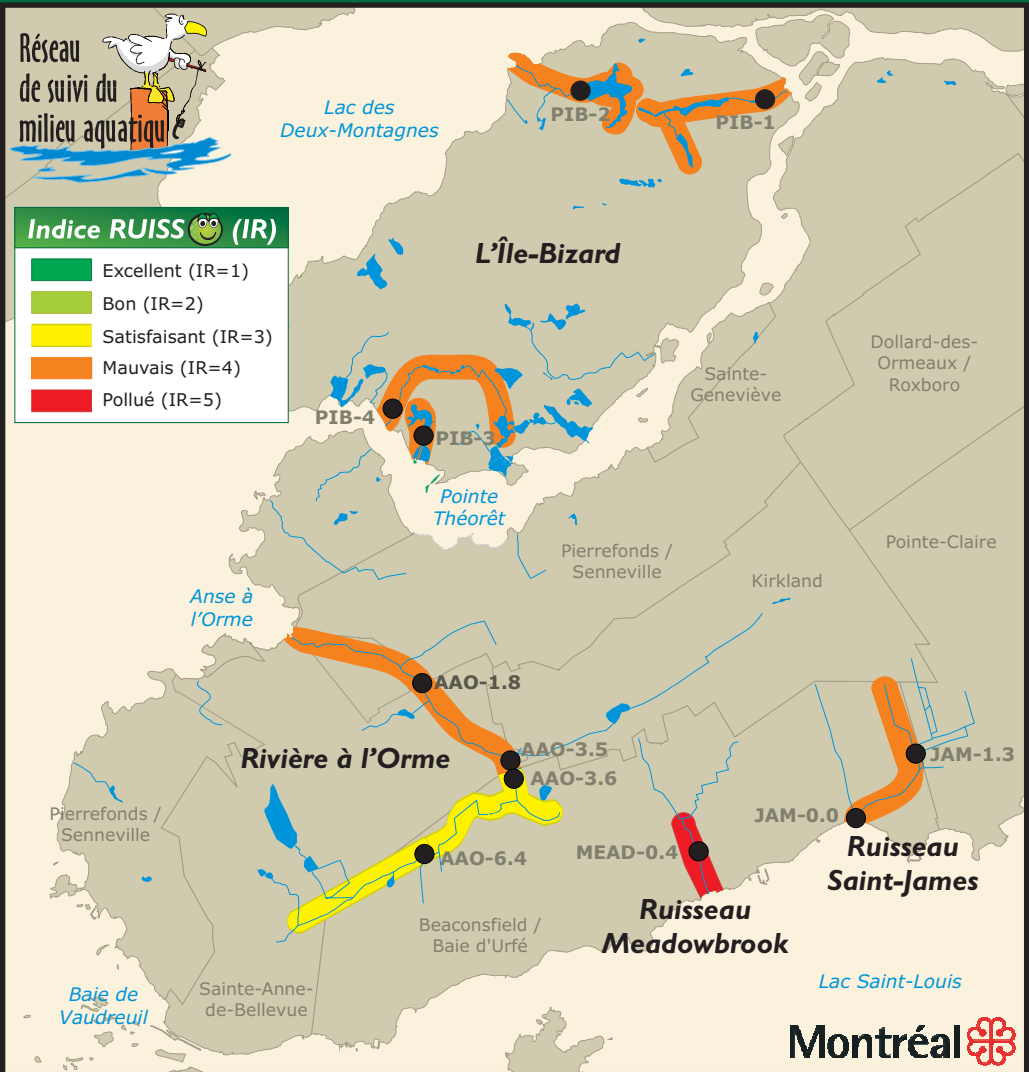 Réseau
de suivi du
milieu aquatiqu
Lac des
Deux-Montagnes
PIB-2
PIB-1
Indice RUISS (IR)
Excellent (IR=1)
Bon (IR=2)
Satisfaisant (IR=3)
Mauvais (IR=4)
Pollué (IR=5)
L'Île-Bizard
Dollard-des-
Ormeaux /
Roxboro
Sainte-
Geneviève
PIB-4
PIB-3
Pointe
Théorêt
Pierrefonds /
Senneville
Pointe-Claire
Kirkland
Anse à
l'Orme
AAO-1.8
Rivière à l'Orme
AAO-3.5
AAO-3.6
JAM-1.3
JAM-0.0
Pierrefonds /
Senneville
AAO-6.4
MEAD-0.4
Ruisseau
Saint-James
Ruisseau
Meadowbrook
Beaconsfield /
Baie d'Urfé
Lac Saint-Louis
Baie de
Vaudreuil
Sainte-Anne-
de-Bellevue
Montréal